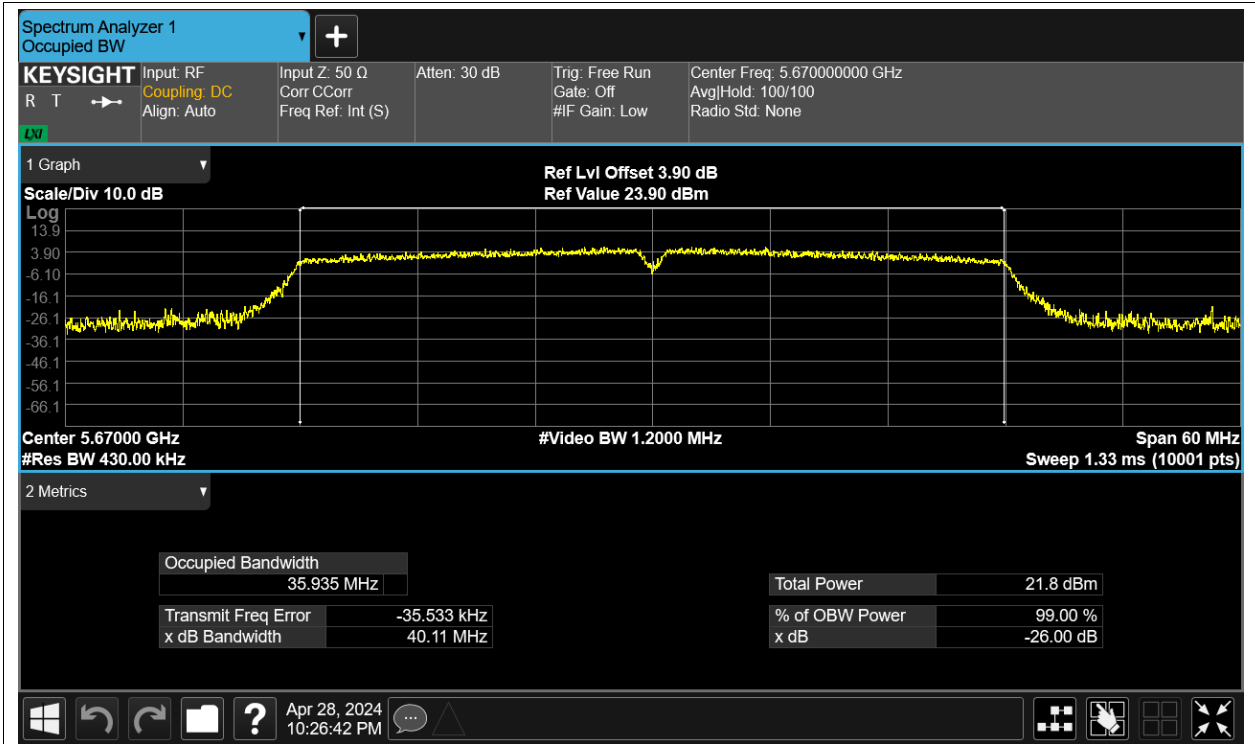 Spectrum Analyzer 1
Occupied BW
KEYSIGHT
R T
LXI
Input: RF
Coupling: DC
Align: Auto
Input Z: 50 Ω
Corr CCorr
Freq Ref: Int (S)
Atten: 30 dB
Trig: Free Run
Gate: Off
#IF Gain: Low
Center Freq: 5.670000000 GHz
Avg|Hold: 100/100
Radio Std: None
1 Graph
Scale/Div 10.0 dB
Ref Lvl Offset 3.90 dB
Ref Value 23.90 dBm
Log
13.9
3.90
-6.10
-16.1
-26.1
-36.1
-46.1
-56.1
-66.1
Center 5.67000 GHz
#Video BW 1.2000 MHz
Span 60 MHz
#Res BW 430.00 kHz
Sweep 1.33 ms (10001 pts)
2 Metrics
Occupied Bandwidth
35.935 MHz
Total Power 21.8 dBm
Transmit Freq Error -35.533 kHz
% of OBW Power 99.00 %
x dB Bandwidth 40.11 MHz
x dB -26.00 dB
?
Apr 28, 2024
10:26:42 PM